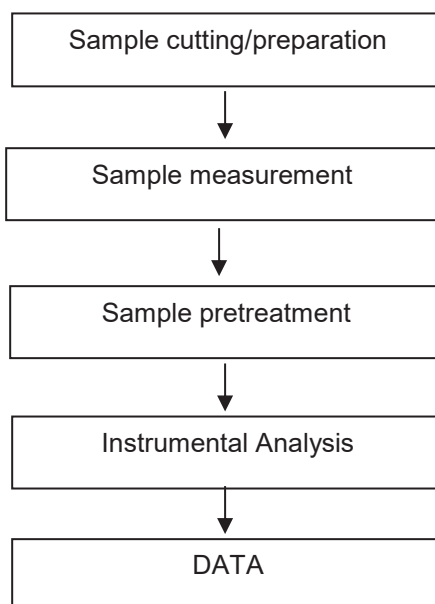 Sample cutting/preparation
Sample measurement
Sample pretreatment
Instrumental Analysis
DATA